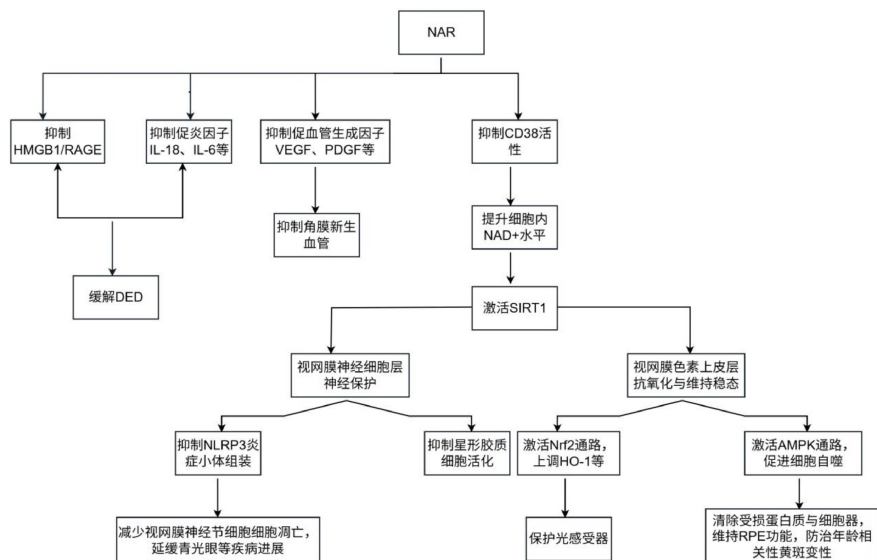 NAR
抑制
HMGB1/RAGE
抑制促炎因子
IL-18、IL-6等
抑制促血管生成因子
VEGF、PDGF等
抑制CD38活
性
抑制角膜新生
血管
提升细胞内
NAD+水平
缓解DED
激活SIRT1
视网膜神经细胞层
神经保护
视网膜色素上皮层
抗氧化与维持稳态
抑制NLRP3炎
症小体组装
抑制星形胶质
细胞活化
激活Nrf2通路，
上调HO-1等
激活AMPK通路，
促进细胞自噬
减少视网膜神经节细胞细胞凋亡，
延缓青光眼等疾病进展
保护光感受器
清除受损蛋白质与细胞器，
维持RPE功能，防治年龄相
关性黄斑变性